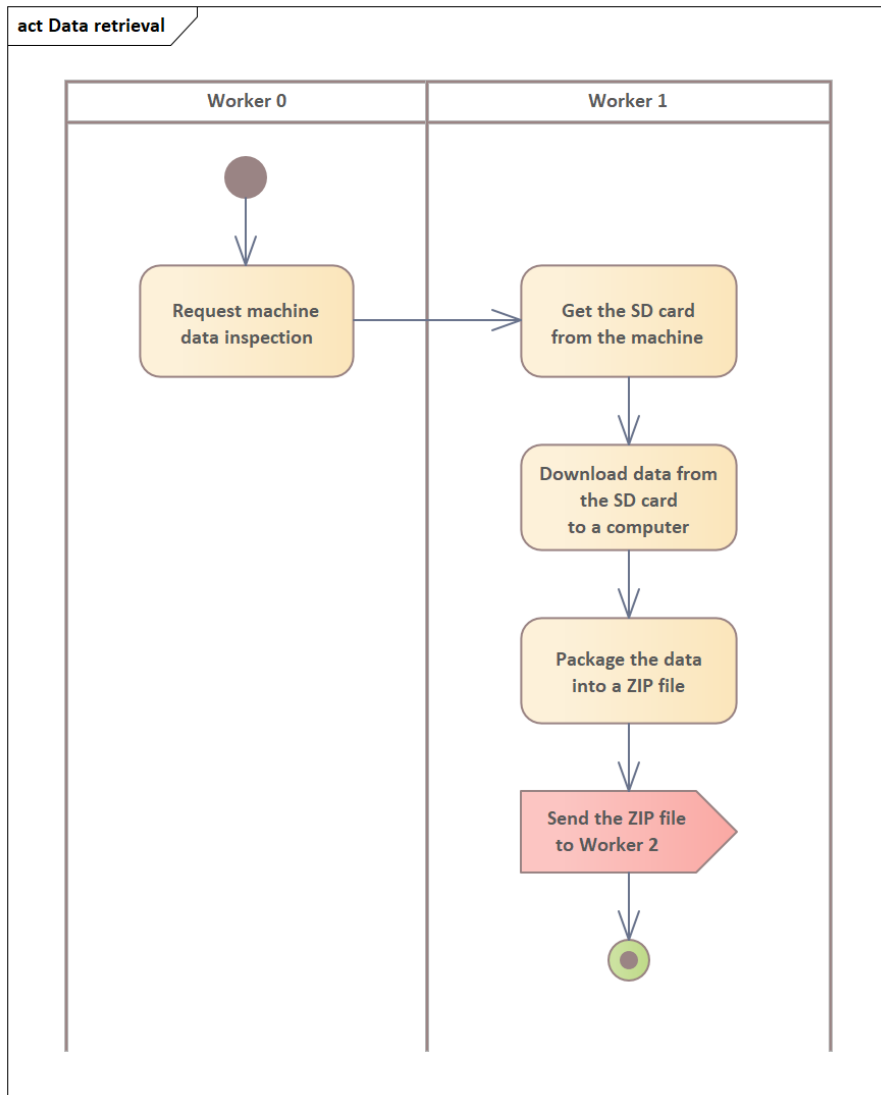 act Data retrieval
Worker 0
Worker 1
Request machine
data inspection
Get the SD card
from the machine
Download data from
the SD card
to a computer
Package the data
into a ZIP file
Send the ZIP file
to Worker 2